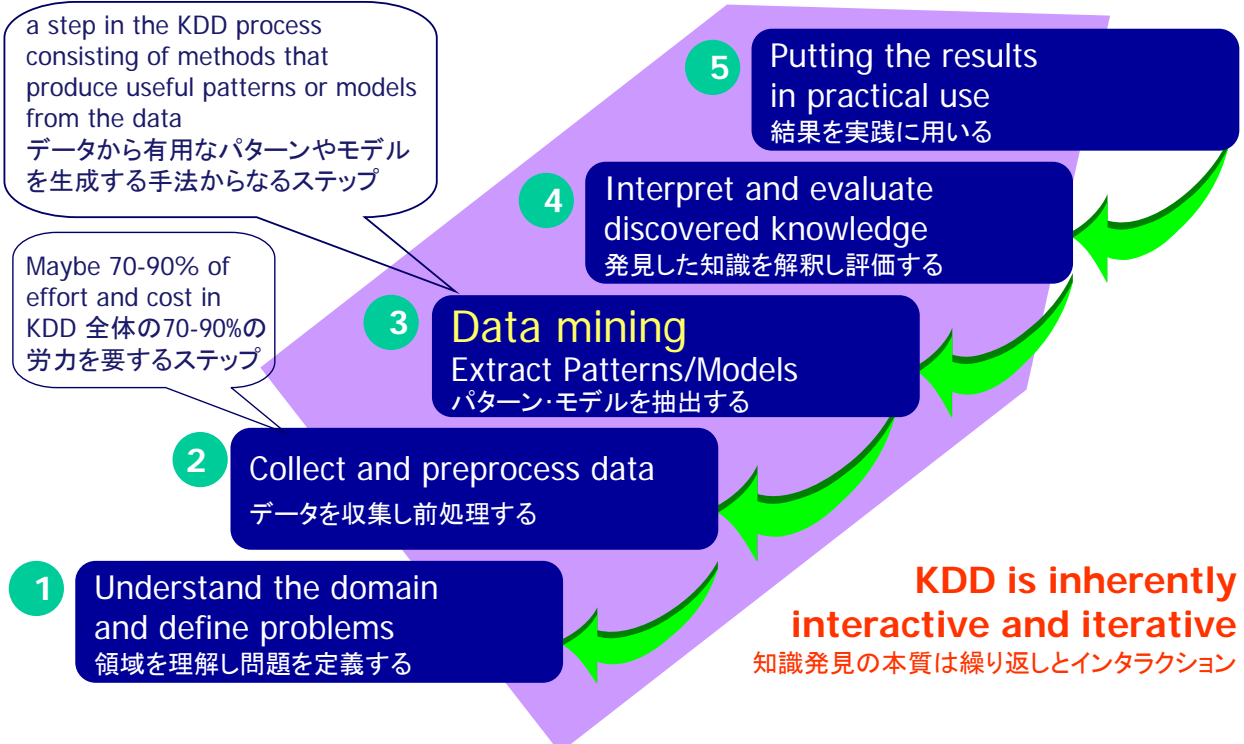 a step in the KDD process
consisting of methods that
produce useful patterns or models
from the data
データから有用なパターンやモデル
を生成する手法からなるステップ
5
Putting the results
in practical use
結果を実践に用いる
4
Interpret and evaluate
discovered knowledge
発見した知識を解釈し評価する
Maybe 70-90% of
effort and cost in
KDD 全体の70-90%の
労力を要するステップ
3
Data mining
Extract Patterns/Models
パターン・モデルを抽出する
2
Collect and preprocess data
データを収集し前処理する
1
Understand the domain
and define problems
領域を理解し問題を定義する
KDD is inherently
interactive and iterative
知識発見の本質は繰り返しとインタラクション